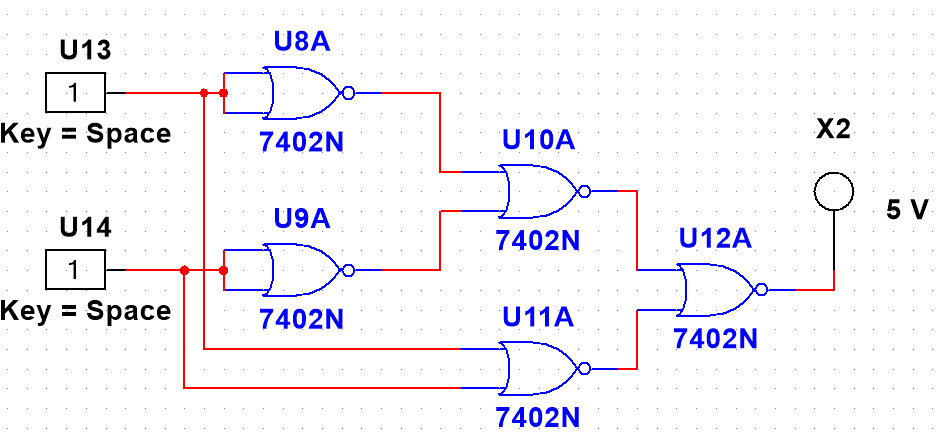 U13
1
Key = Space
U8A
7402N
U14
1
Key = Space
U9A
7402N
U10A
7402N
U11A
7402N
U12A
7402N
X2
5 V